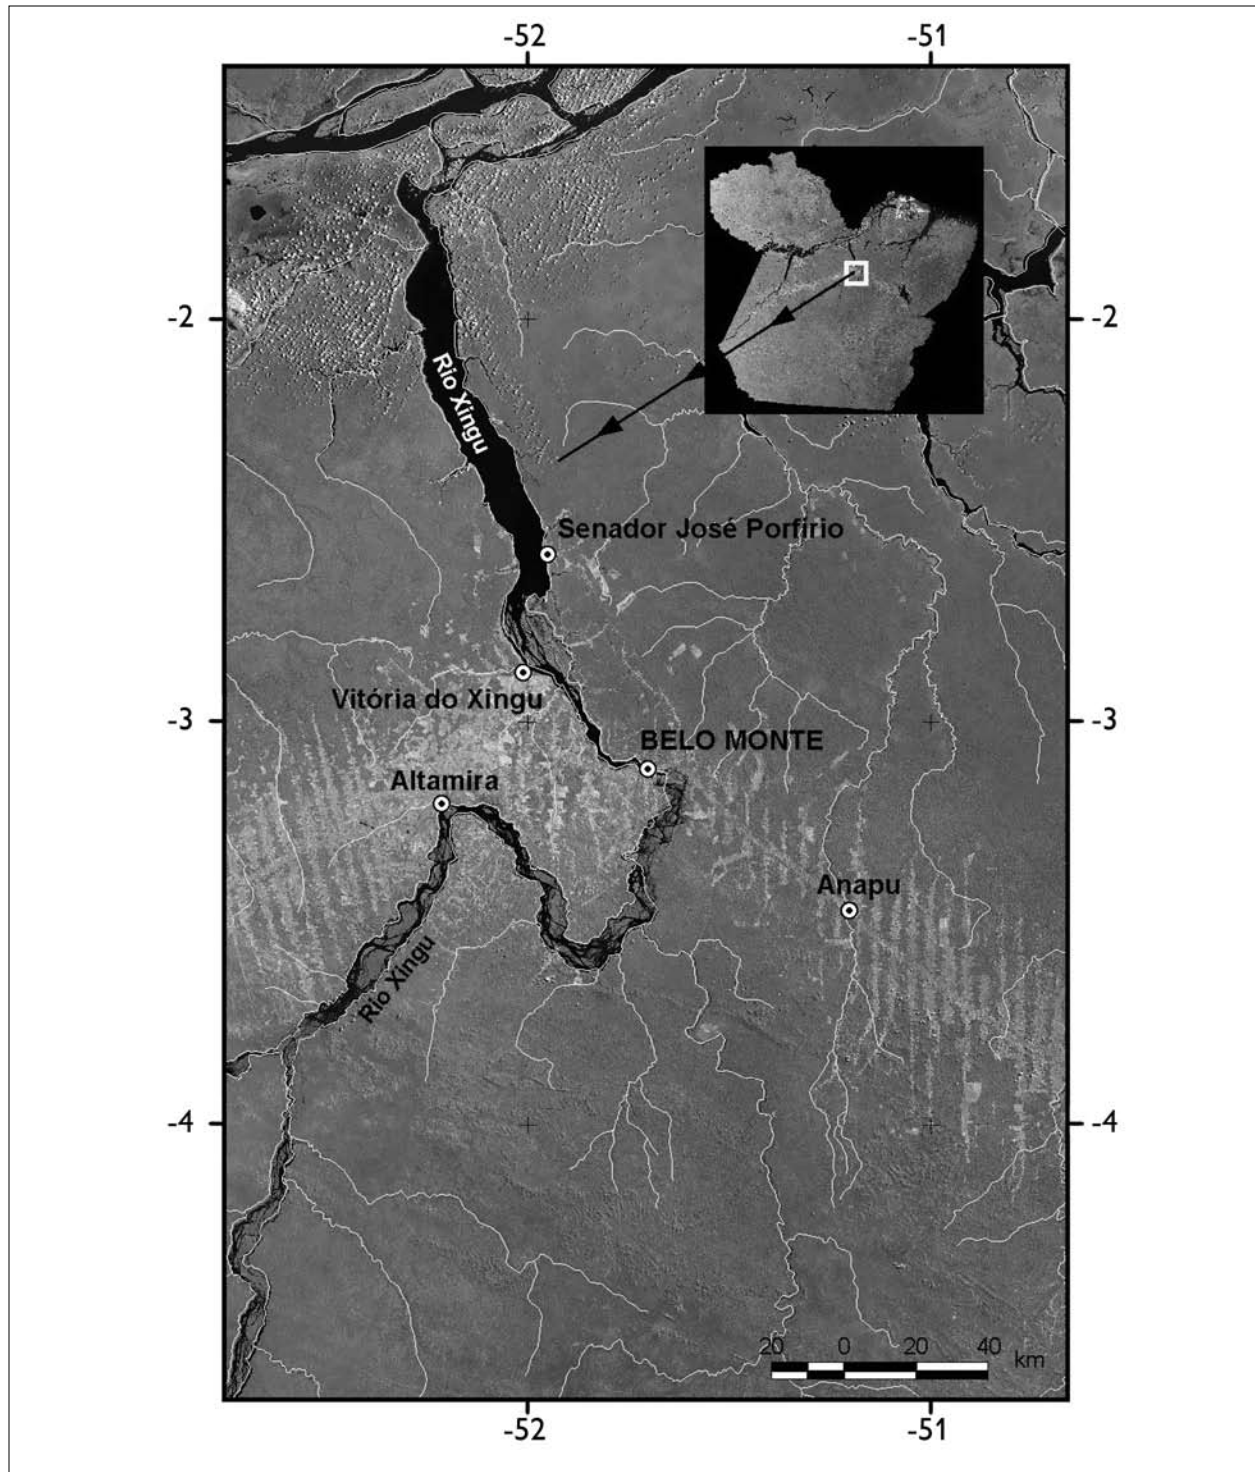 -52 -51
-2 -2
Rio Xingu
Senador José Porfírio
Vitória do Xingu
-3 -3
BELO MONTE
Altamira
Anapu
Rio Xingu
-4 -4
20 0 20 40 km
-52 -51